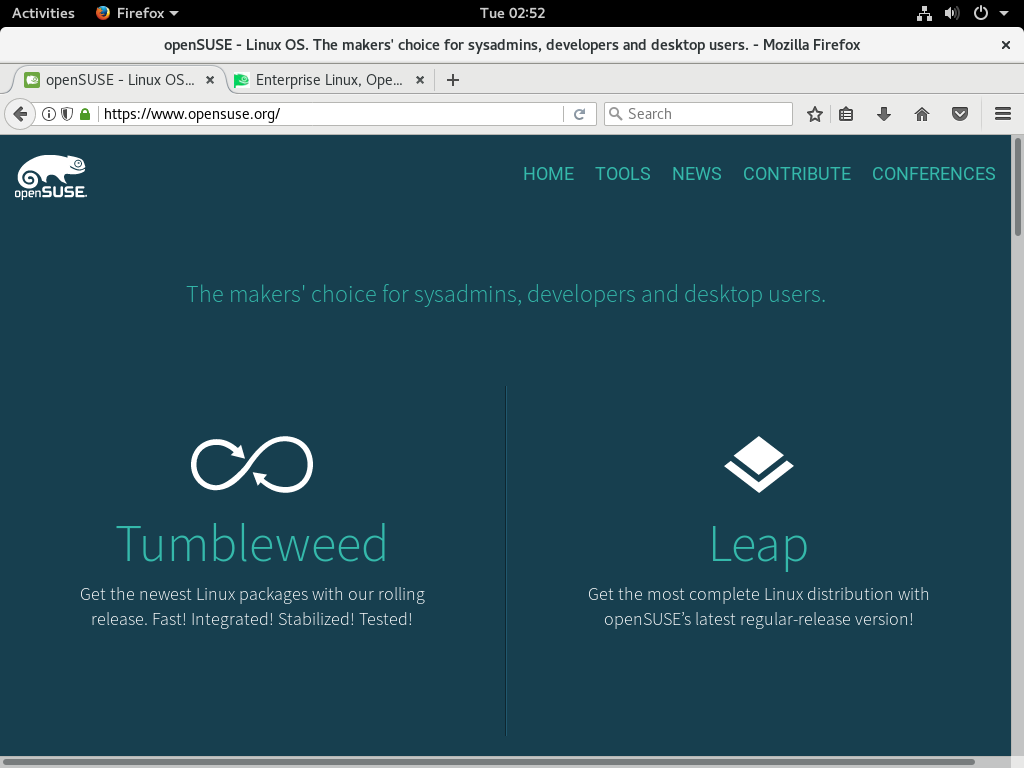 Activities Firefox Tue 02:52
openSUSE - Linux OS. The makers' choice for sysadmins, developers and desktop users. - Mozilla Firefox
openSUSE - Linux OS... Enterprise Linux, Ope...
https://www.opensuse.org/ Search
openSUSE. HOME TOOLS NEWS CONTRIBUTE CONFERENCES
The makers' choice for sysadmins, developers and desktop users.
Tumbleweed
Get the newest Linux packages with our rolling
release. Fast! Integrated! Stabilized! Tested!
Leap
Get the most complete Linux distribution with
openSUSE’s latest regular-release version!